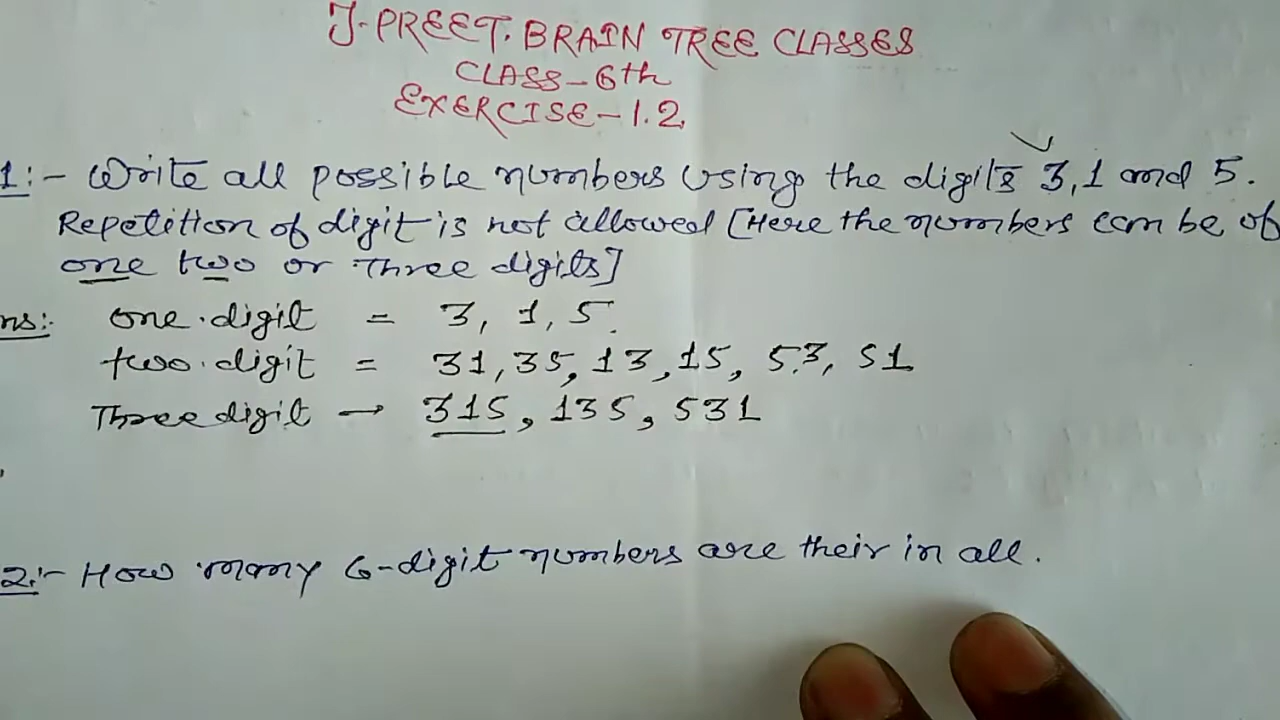 J-PREET. BRAIN TREE CLASSES
CLASS-6th
EXERCISE-1.2
1:- Write all possible numbers using the digits 3,1 and 5.
Repetition of digit is not allowed [Here the numbers can be of
one two or Three digits]
ns: one.digit = 3, 1, 5.
two.digit = 31, 35, 13, 15, 53, 51
Three digit → 315, 135, 531
2:- How many 6-digit numbers are their in all.